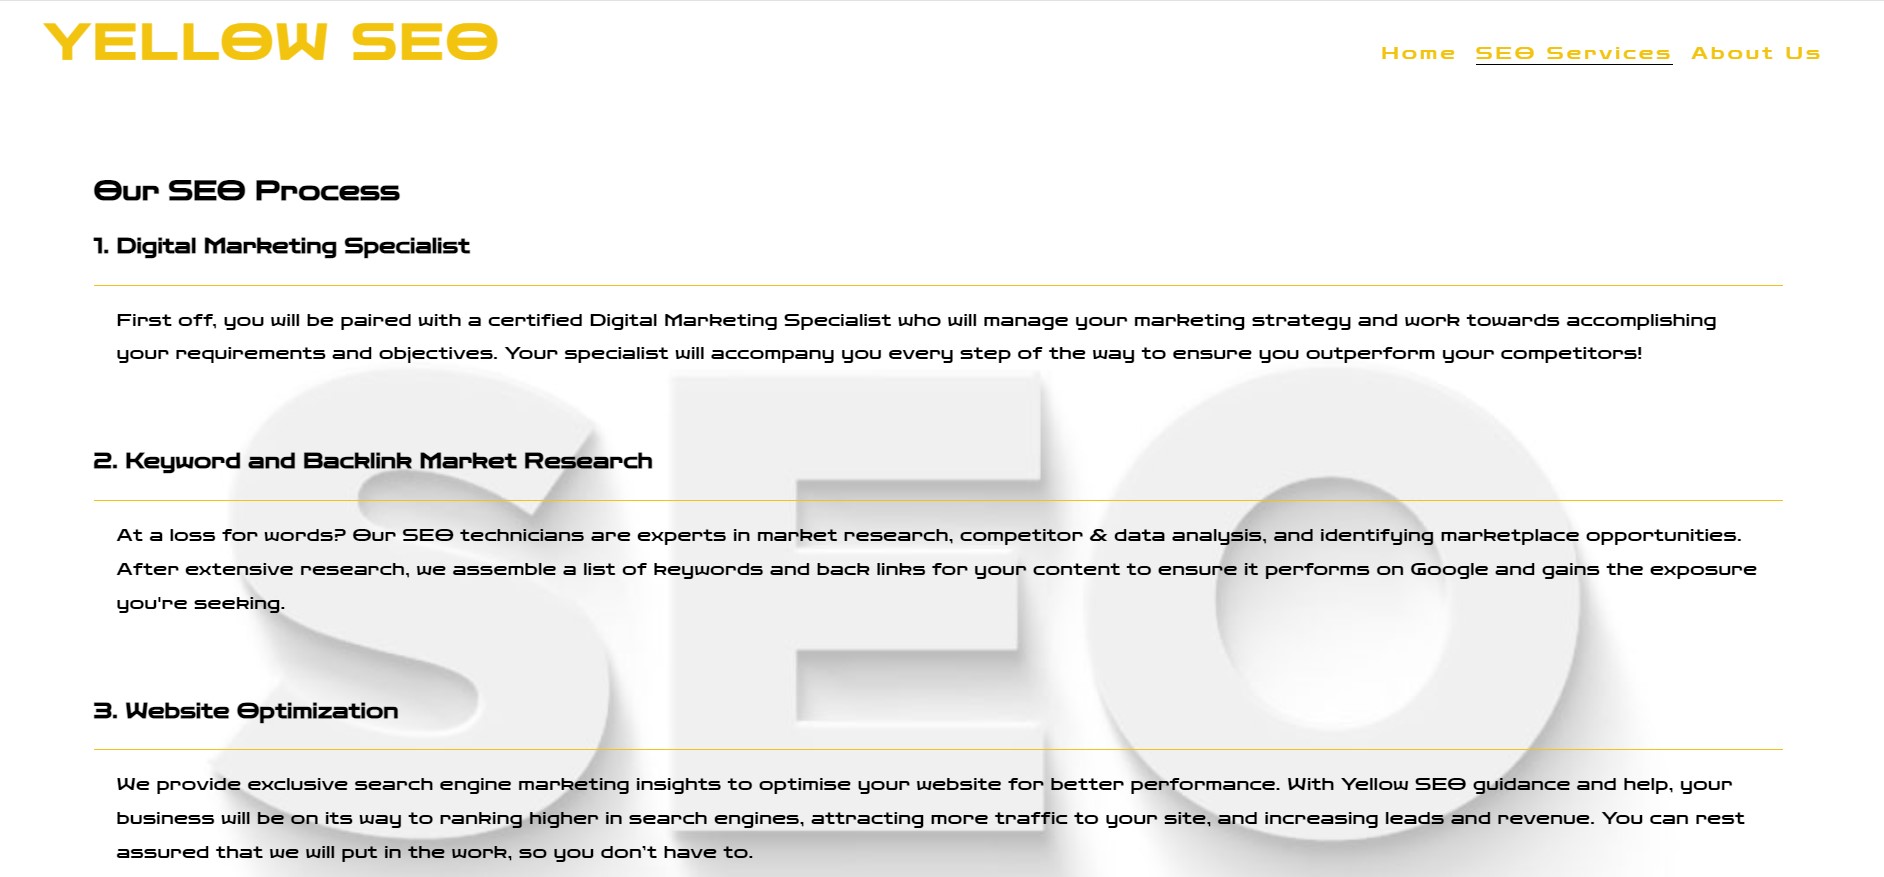 YELLOW SEO
Home SEO Services About Us
Our SEO Process
1. Digital Marketing Specialist
First off, you will be paired with a certified Digital Marketing Specialist who will manage your marketing strategy and work towards accomplishing
your requirements and objectives. Your specialist will accompany you every step of the way to ensure you outperform your competitors!
SEO
2. Keyword and Backlink Market Research
At a loss for words? Our SEO technicians are experts in market research, competitor & data analysis, and identifying marketplace opportunities.
After extensive research, we assemble a list of keywords and back links for your content to ensure it performs on Google and gains the exposure
you're seeking.
3. Website Optimization
We provide exclusive search engine marketing insights to optimise your website for better performance. With Yellow SEO guidance and help, your
business will be on its way to ranking higher in search engines, attracting more traffic to your site, and increasing leads and revenue. You can rest
assured that we will put in the work, so you don't have to.